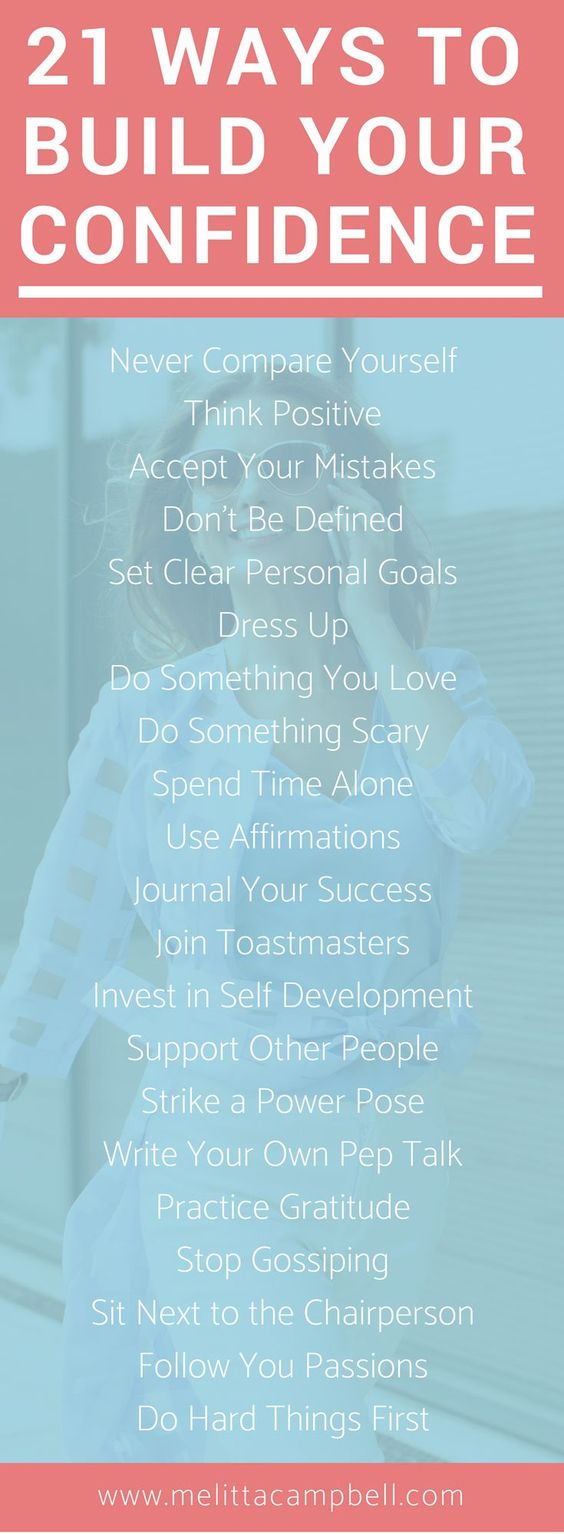 21 WAYS TO
BUILD YOUR
CONFIDENCE
Never Compare Yourself
Think Positive
Accept Your Mistakes
Don't Be Defined
Set Clear Personal Goals
Dress Up
Do Something You Love
Do Something Scary
Spend Time Alone
Use Affirmations
Journal Your Success
Join Toastmasters
Invest in Self Development
Support Other People
Strike a Power Pose
Write Your Own Pep Talk
Practice Gratitude
Stop Gossiping
Sit Next to the Chairperson
Follow You Passions
Do Hard Things First
www.melittacampbell.com